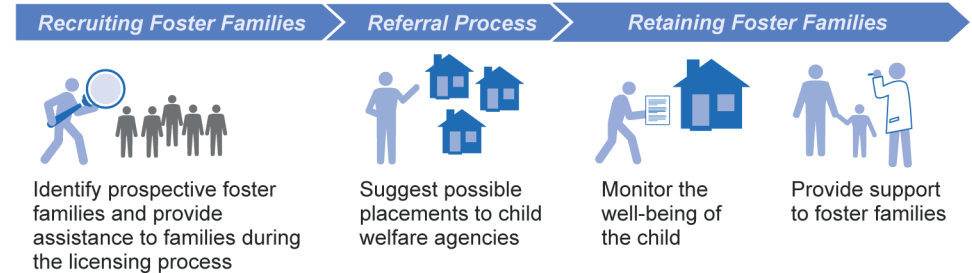 Recruiting Foster Families
Referral Process
Retaining Foster Families
Identify prospective foster
families and provide
assistance to families during
the licensing process
Suggest possible
placements to child
welfare agencies
Monitor the
well-being of
the child
Provide support
to foster families